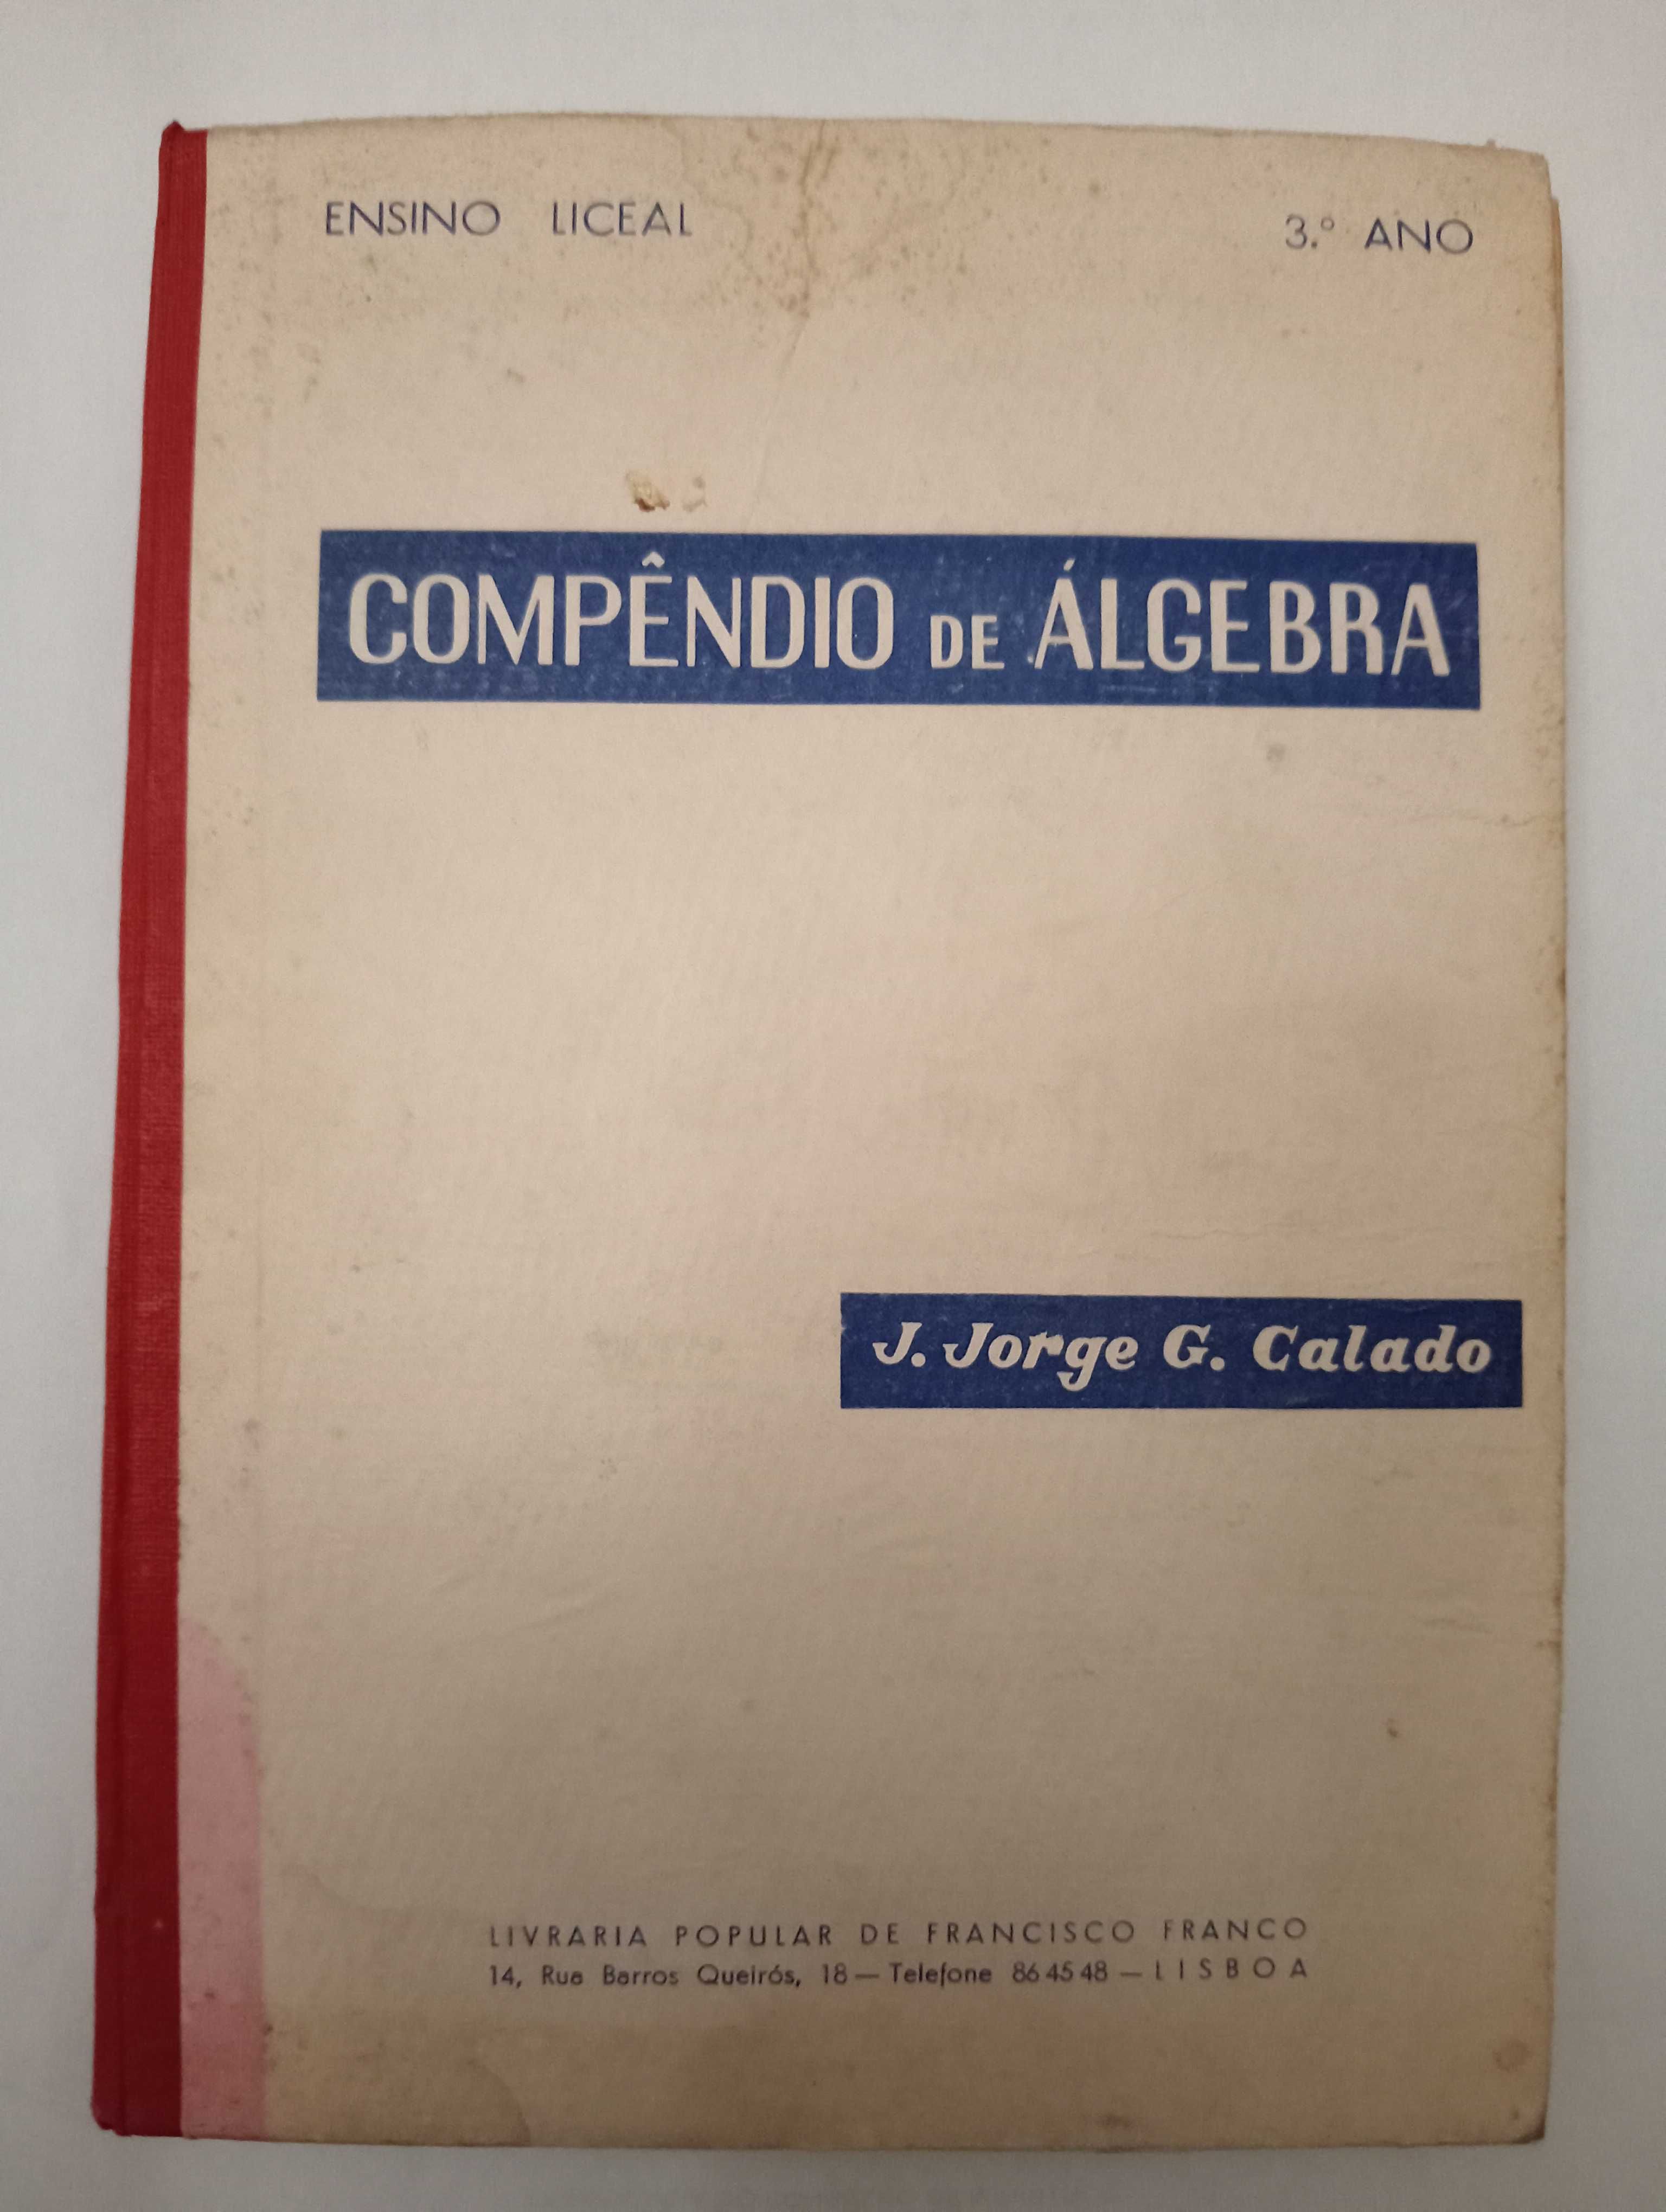 ENSINO LICEAL 3.º ANO
COMPÊNDIO DE ÁLGEBRA
J. Jorge G. Calado
LIVRARIA POPULAR DE FRANCISCO FRANCO
14, Rua Barros Queirós, 18 — Telefone 86 45 48 — LISBOA